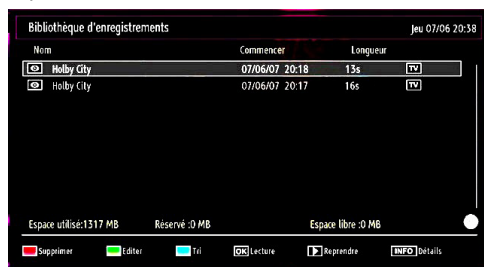 Bibliothèque d'enregistrements Jeu 07/06 20:38
Nom Commencer Longueur
Holby City 07/06/07 20:18 13s TV
Holby City 07/06/07 20:17 16s TV
Espace utilisé:1317 MB Réservé :0 MB Espace libre :0 MB
Supprimer Editer Tri OK Lecture Reprendre INFO Détails